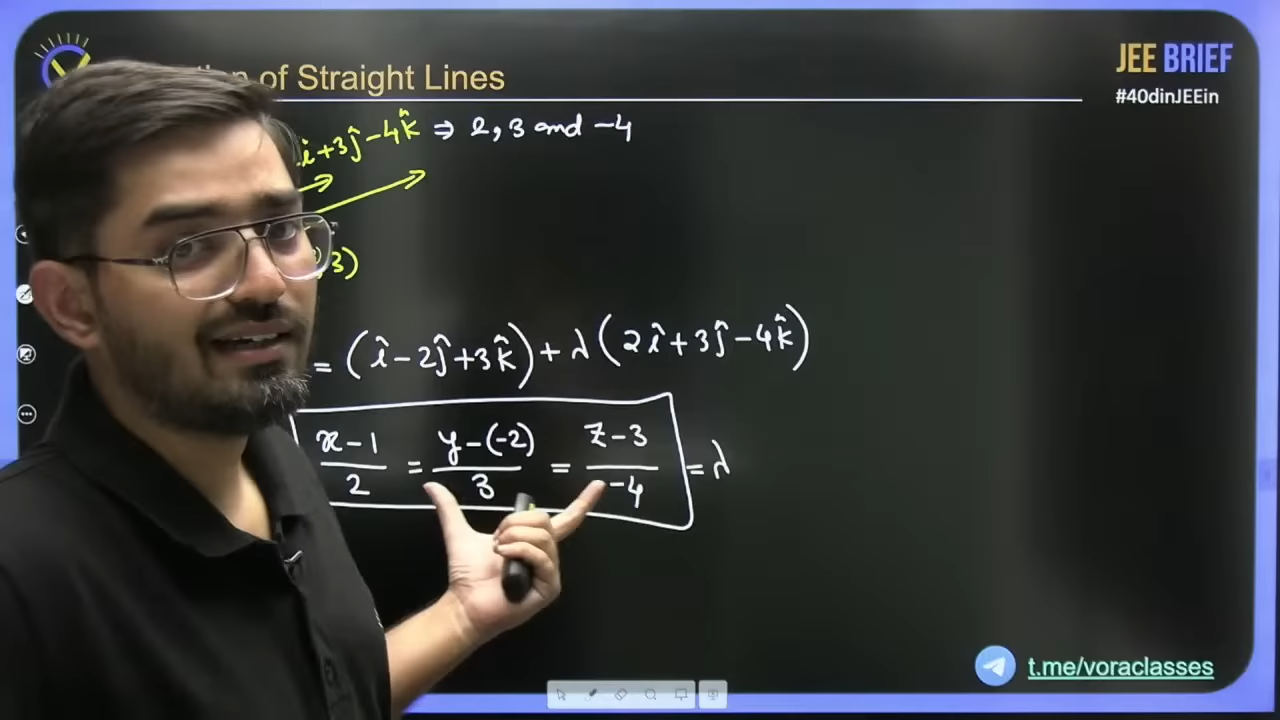 of Straight Lines
JEE BRIEF
#40dinJEEin
î+3ĵ-4k̂ ⇒ 2, 3 and -4
3)
= (î-2ĵ+3k̂) + λ(2î+3ĵ-4k̂)
x-1/2 = y-(-2)/3 = z-3/-4 = λ
t.me/voraclasses